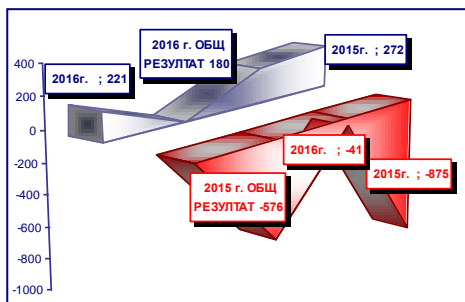 400
200
0
-200
-400
-600
-800
-1000
2016г. ; 221
2016 г. ОБЩ
РЕЗУЛТАТ 180
2015г. ; 272
2016г. ; -41
2015 г. ОБЩ
РЕЗУЛТАТ -576
2015г. ; -875